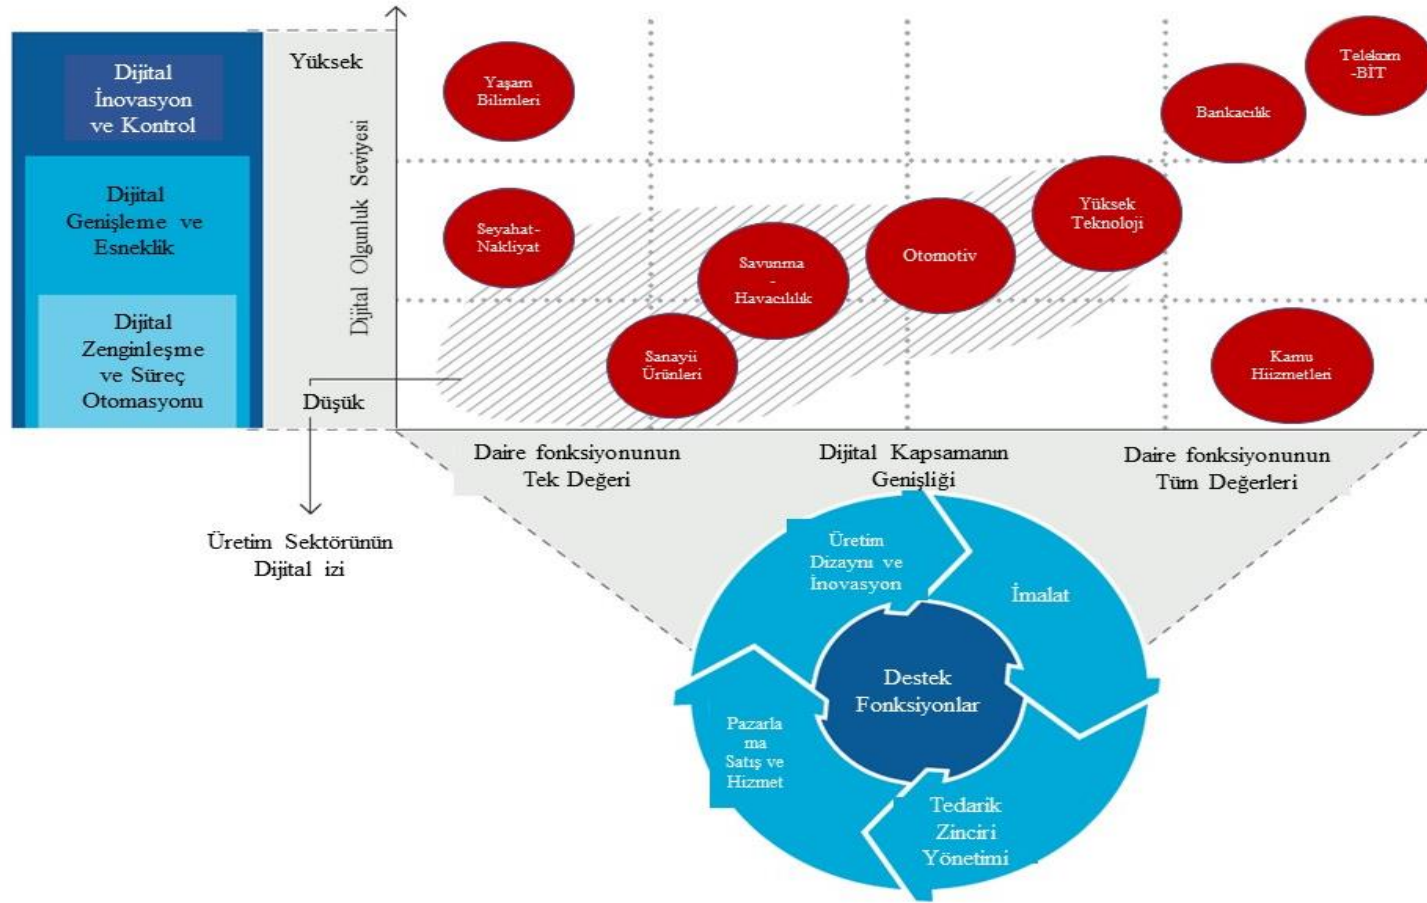 Dijital
İnovasyon
ve Kontrol
Dijital
Genişleme ve
Esneklik
Dijital
Zenginleşme
ve Süreç
Otomasyonu
Yüksek
Dijital Olgunluk Seviyesi
Düşük
Yaşam
Bilimleri
Seyahat-
Nakliyat
Sanayii
Ürünleri
Savunma
-
Havacılılık
Otomotiv
Yüksek
Teknoloji
Bankacılık
Telekom
-BİT
Kamu
Hiizmetleri
Daire fonksiyonunun
Tek Değeri
Dijital Kapsamanın
Genişliği
Daire fonksiyonunun
Tüm Değerleri
Üretim Sektörünün
Dijital izi
Üretim
Dizaynı ve
İnovasyon
İmalat
Destek
Fonksiyonlar
Pazarla
ma
Satış ve
Hizmet
Tedarik
Zinciri
Yönetimi